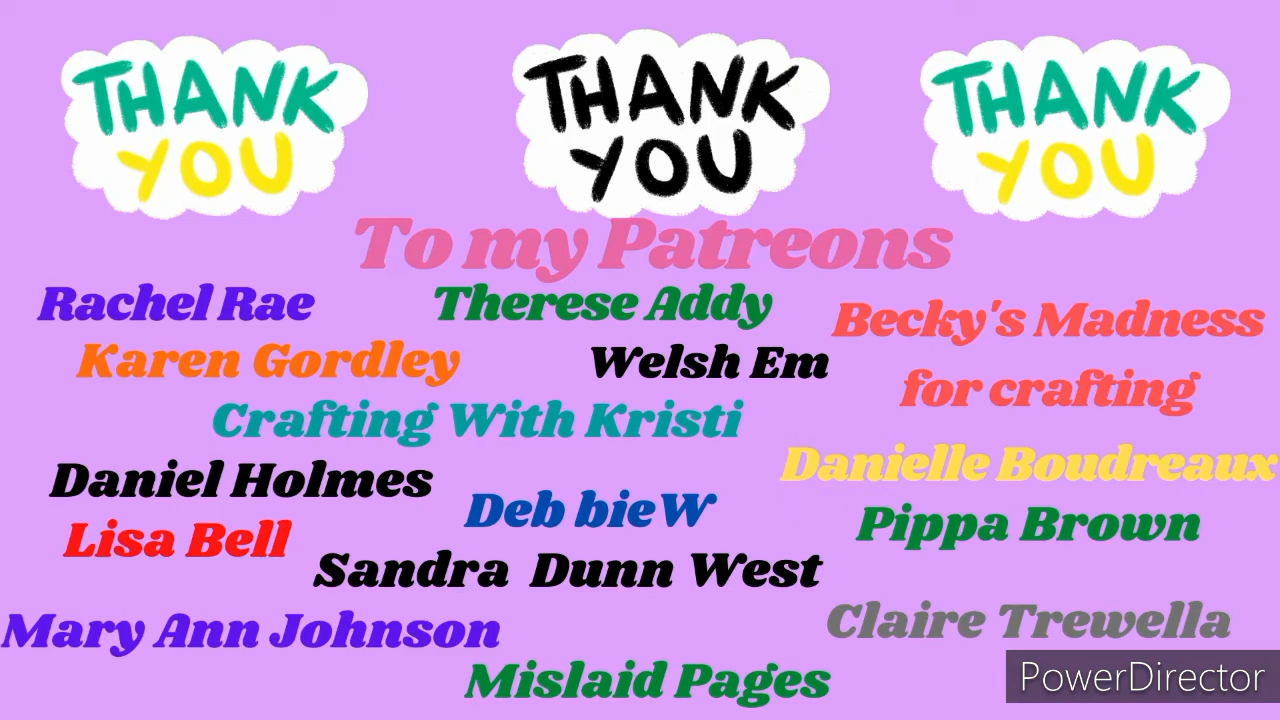 THANK
YOU
THANK
YOU
THANK
YOU
To my Patreons
Rachel Rae
Therese Addy
Becky's Madness
for crafting
Karen Gordley
Welsh Em
Crafting With Kristi
Daniel Holmes
Danielle Boudreaux
Deb bieW
Pippa Brown
Lisa Bell
Sandra Dunn West
Mary Ann Johnson
Claire Trewella
Mislaid Pages
PowerDirector